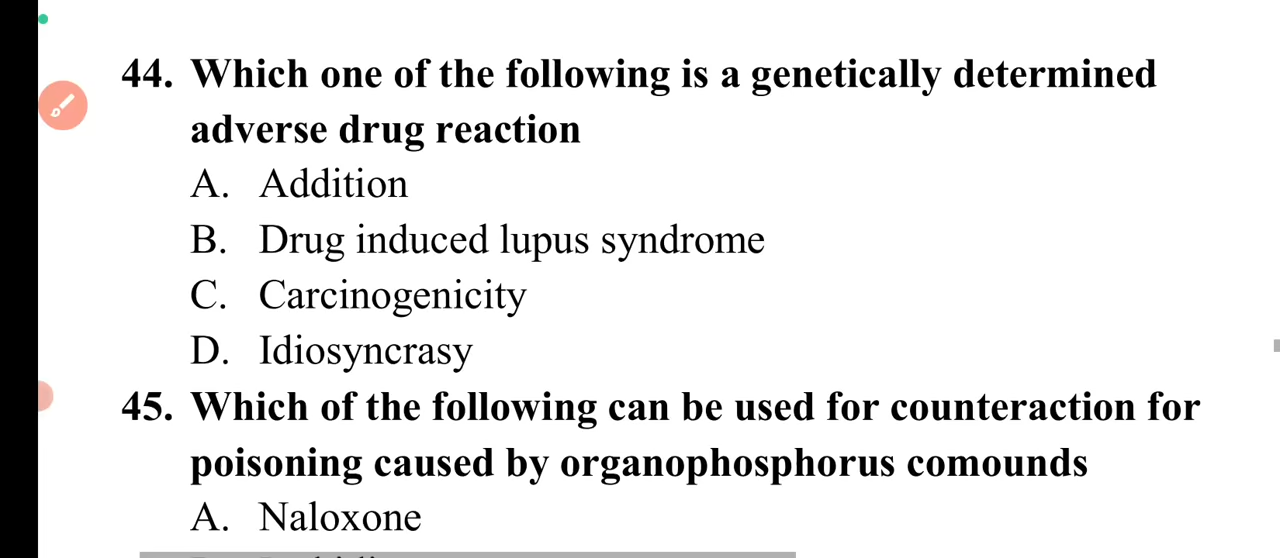 44. Which one of the following is a genetically determined
adverse drug reaction
A. Addition
B. Drug induced lupus syndrome
C. Carcinogenicity
D. Idiosyncrasy
45. Which of the following can be used for counteraction for
poisoning caused by organophosphorus comounds
A. Naloxone